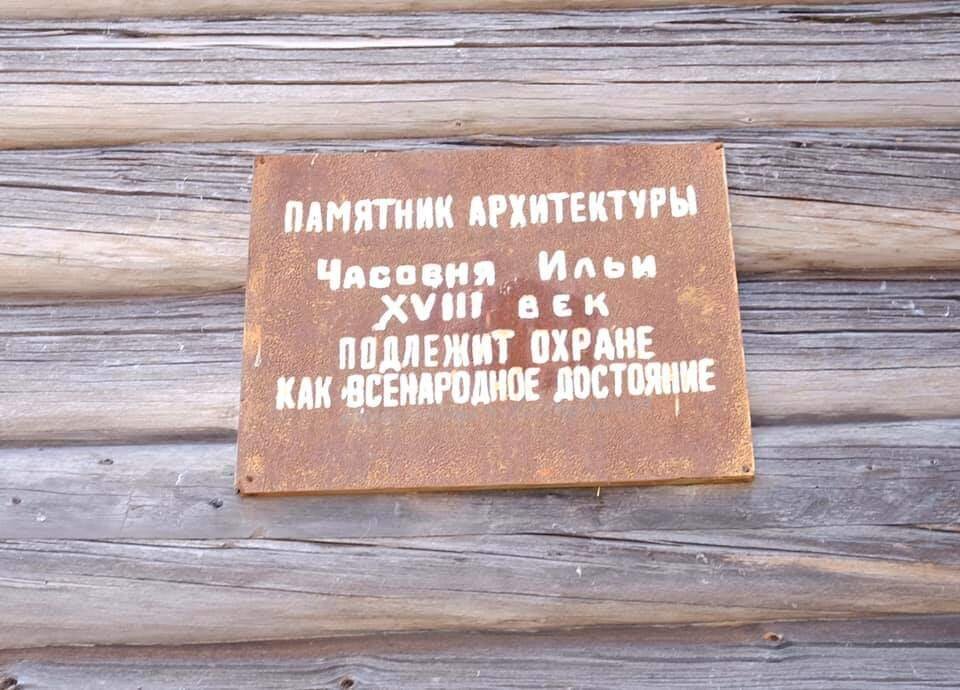 ПАМЯТНИК АРХИТЕКТУРЫ
Часовня Ильи
XVIII век
ПОДЛЕЖИТ ОХРАНЕ
КАК ВСЕНАРОДНОЕ ДОСТОЯНИЕ